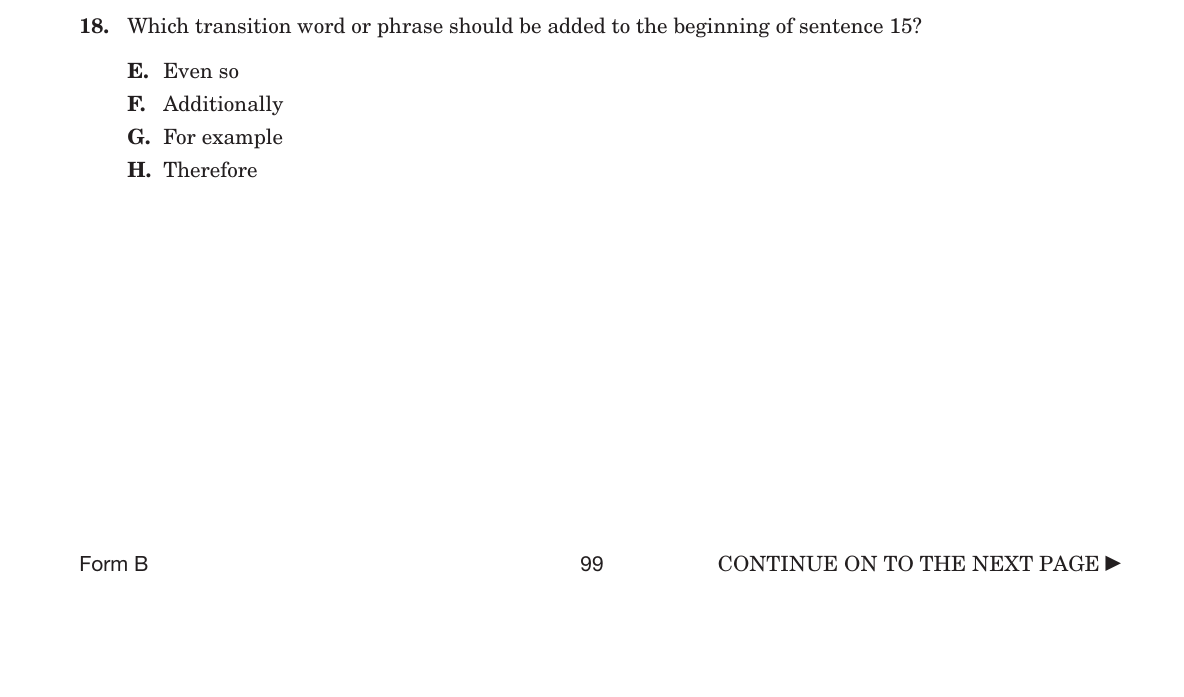 18. Which transition word or phrase should be added to the beginning of sentence 15?
E. Even so
F. Additionally
G. For example
H. Therefore
Form B 99 CONTINUE ON TO THE NEXT PAGE ►